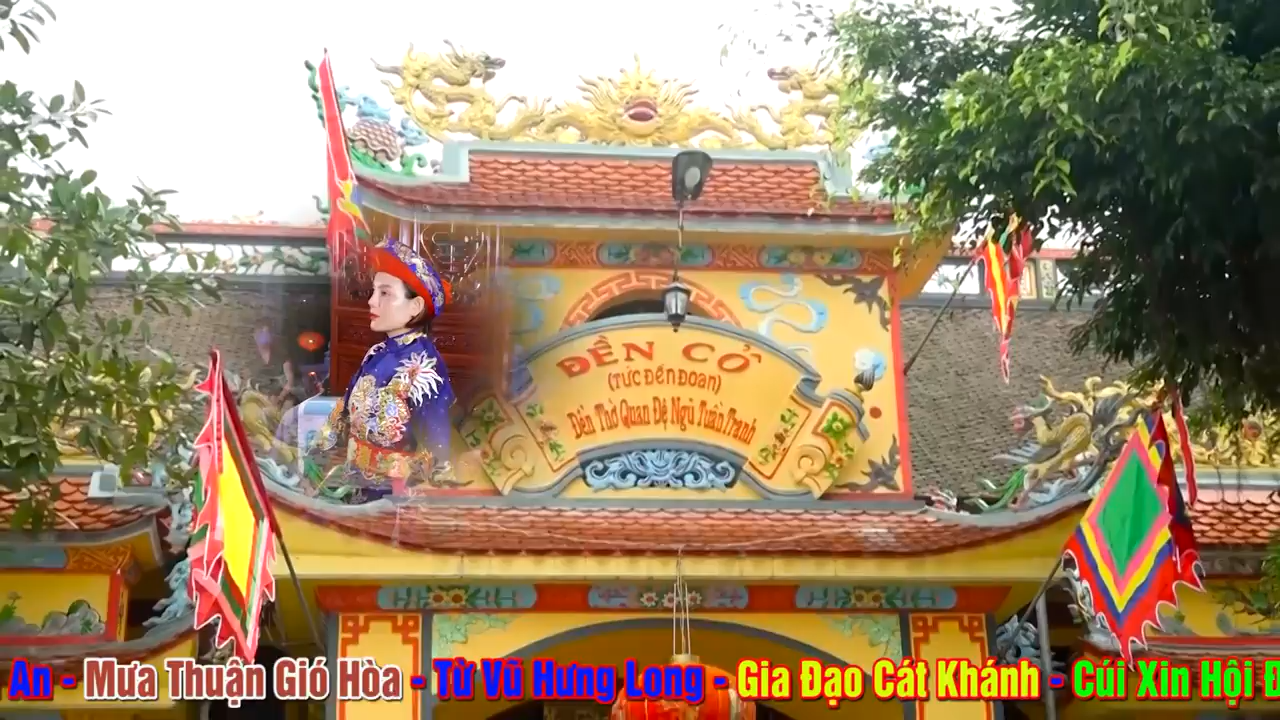 ĐỀN CỔ
(TỨC ĐỀN ĐOAN)
Đền Thờ Quan Đệ Ngũ Tuần Tranh
An - Mưa Thuận Gió Hòa - Tử Vũ Hưng Long - Gia Đạo Cát Khánh - Cúi Xin Hội Đ